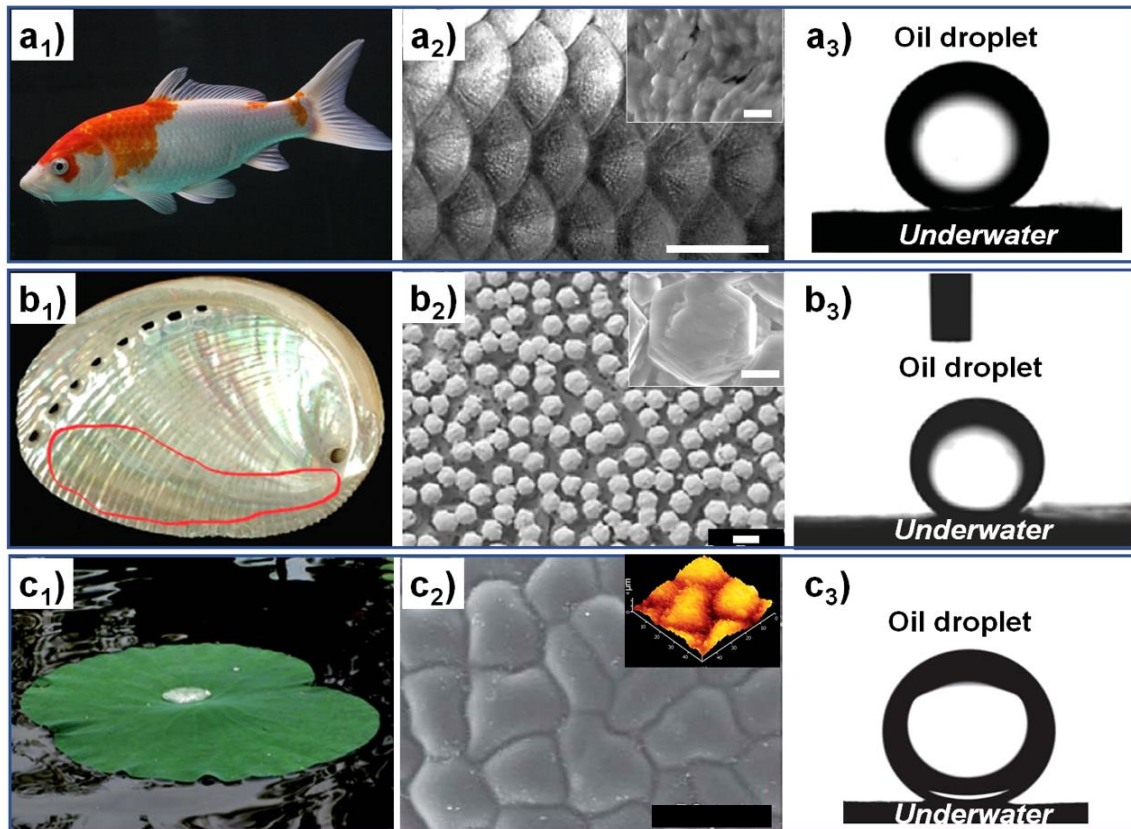 a1)
a2)
a3)
Oil droplet
Underwater
b1)
b2)
b3)
Oil droplet
Underwater
c1)
c2)
c3)
Oil droplet
Underwater